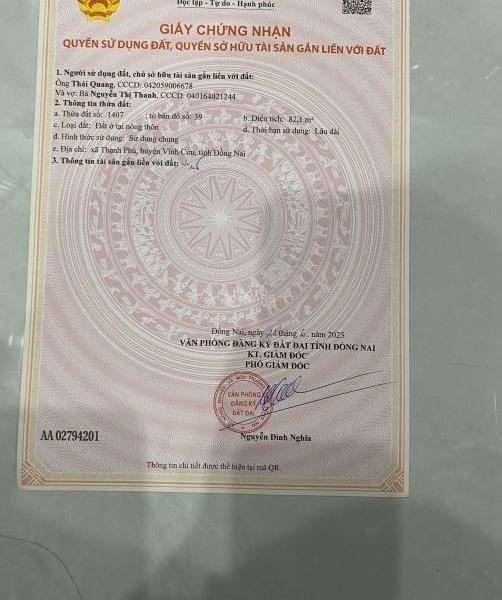 Độc lập - Tự do - Hạnh phúc
GIẤY CHỨNG NHẬN
QUYỀN SỬ DỤNG ĐẤT, QUYỀN SỞ HỮU TÀI SẢN GẮN LIỀN VỚI ĐẤT
1. Người sử dụng đất, chủ sở hữu tài sản gắn liền với đất:
Ông Thái Quang, CCCD: 042059006678
Và vợ: Bà Nguyễn Thị Thanh, CCCD: 040164021244
2. Thông tin thửa đất:
a. Thửa đất số: 1407 ; tờ bản đồ số: 39 b. Diện tích: 82,1 m²
c. Loại đất: Đất ở tại nông thôn d. Thời hạn sử dụng: Lâu dài
đ. Hình thức sử dụng: Sử dụng chung
e. Địa chỉ: xã Thạnh Phú, huyện Vĩnh Cửu, tỉnh Đồng Nai
3. Thông tin tài sản gắn liền với đất:
Đồng Nai, ngày tháng 6 năm 2025
VĂN PHÒNG ĐĂNG KÝ ĐẤT ĐAI TỈNH ĐỒNG NAI
KT. GIÁM ĐỐC
PHÓ GIÁM ĐỐC
VĂN PHÒNG
ĐĂNG KÝ
ĐẤT ĐAI
AA 02794201
Nguyễn Đình Nghĩa
Thông tin chi tiết được thể hiện tại mã QR.